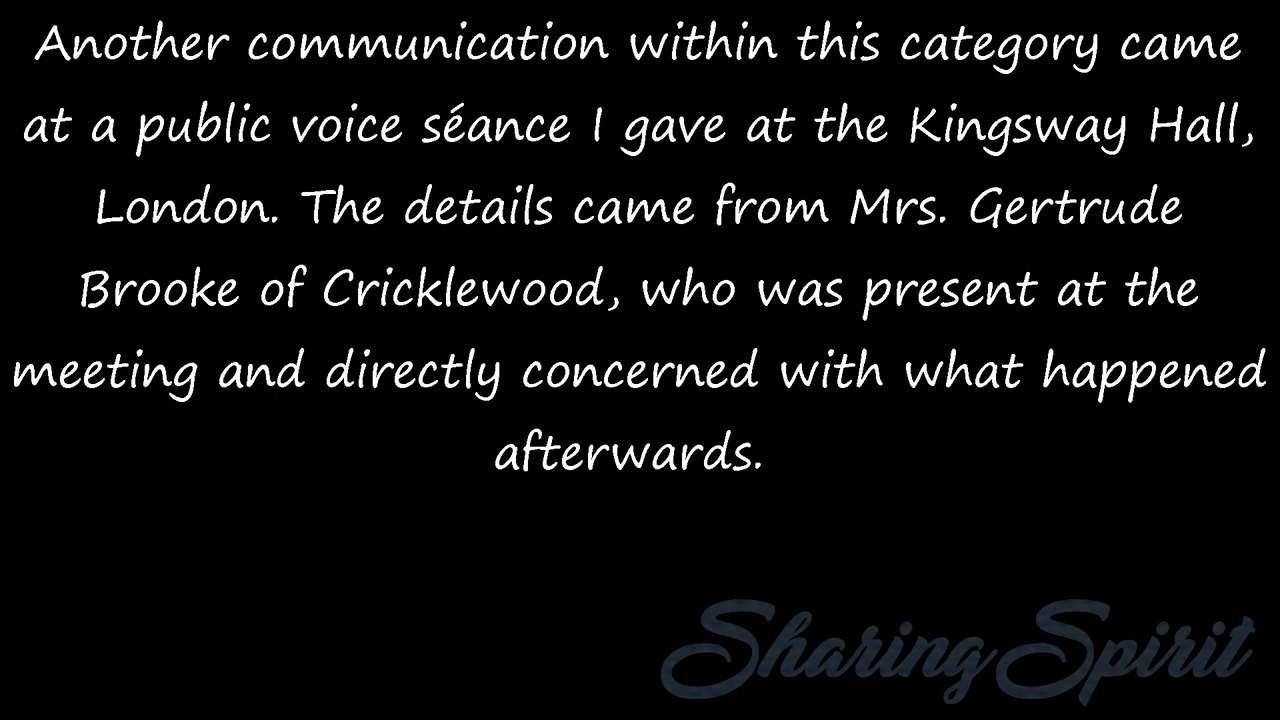 Another communication within this category came
at a public voice séance I gave at the Kingsway Hall,
London. The details came from Mrs. Gertrude
Brooke of Cricklewood, who was present at the
meeting and directly concerned with what happened
afterwards.
Sharing Spirit